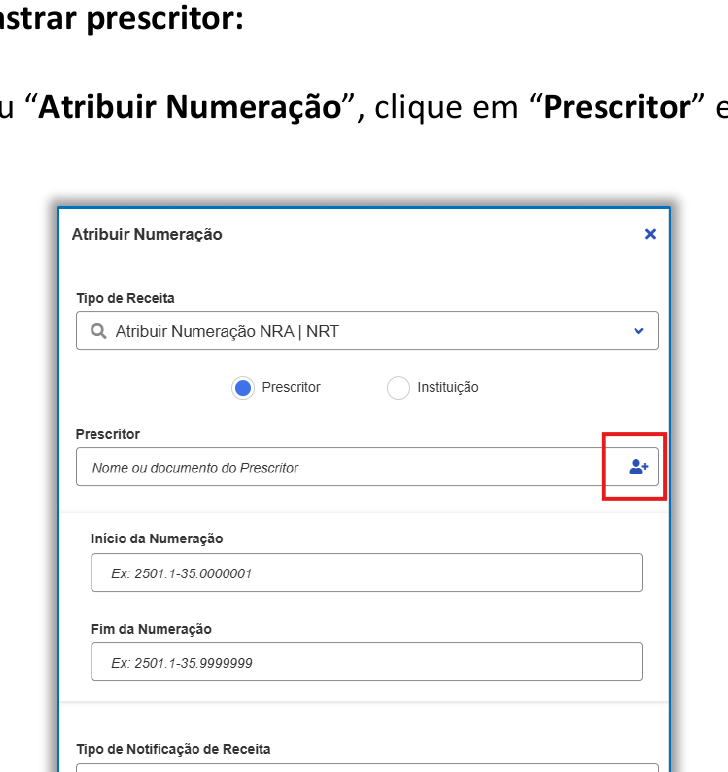 astrar prescritor:
u “Atribuir Numeração”, clique em “Prescritor” e
Atribuir Numeração
Tipo de Receita
Atribuir Numeração NRA | NRT
Prescritor Instituição
Prescritor
Nome ou documento do Prescritor
Início da Numeração
Ex: 2501.1-35.0000001
Fim da Numeração
Ex: 2501.1-35.9999999
Tipo de Notificação de Receita